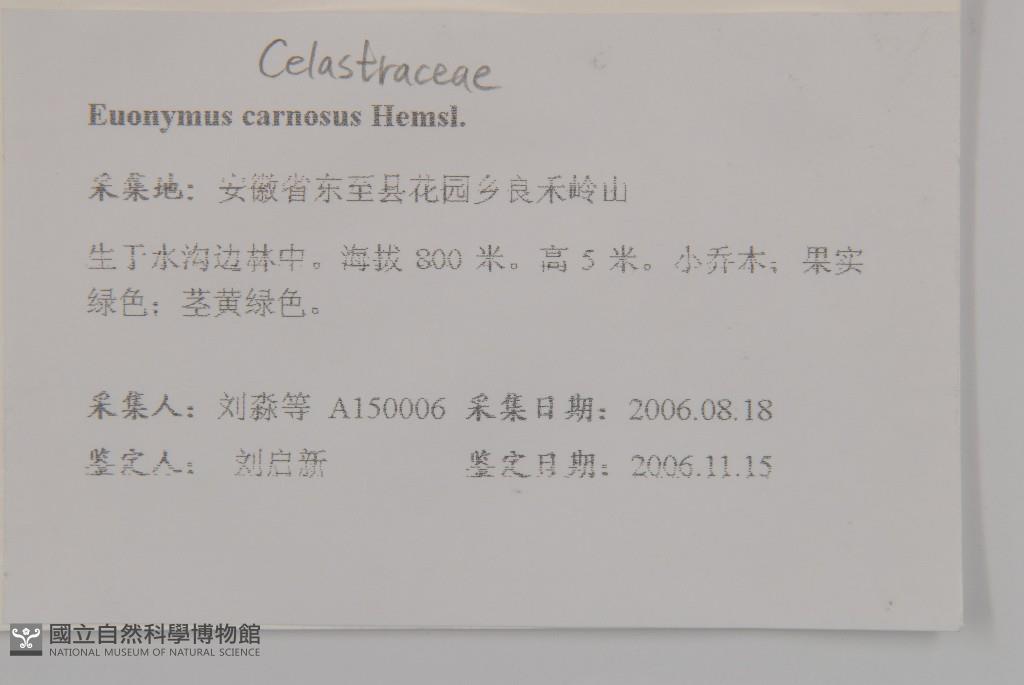 Celastraceae
Euonymus carnosus Hemsl.
采集地：安徽省东至县花园乡良禾岭山
生于水沟边林中。海拔 800 米。高 5 米。小乔木；果实
绿色；茎黄绿色。
采集人：刘淼等 A150006 采集日期：2006.08.18
鉴定人： 刘启新 鉴定日期：2006.11.15
國立自然科學博物館
NATIONAL MUSEUM OF NATURAL SCIENCE